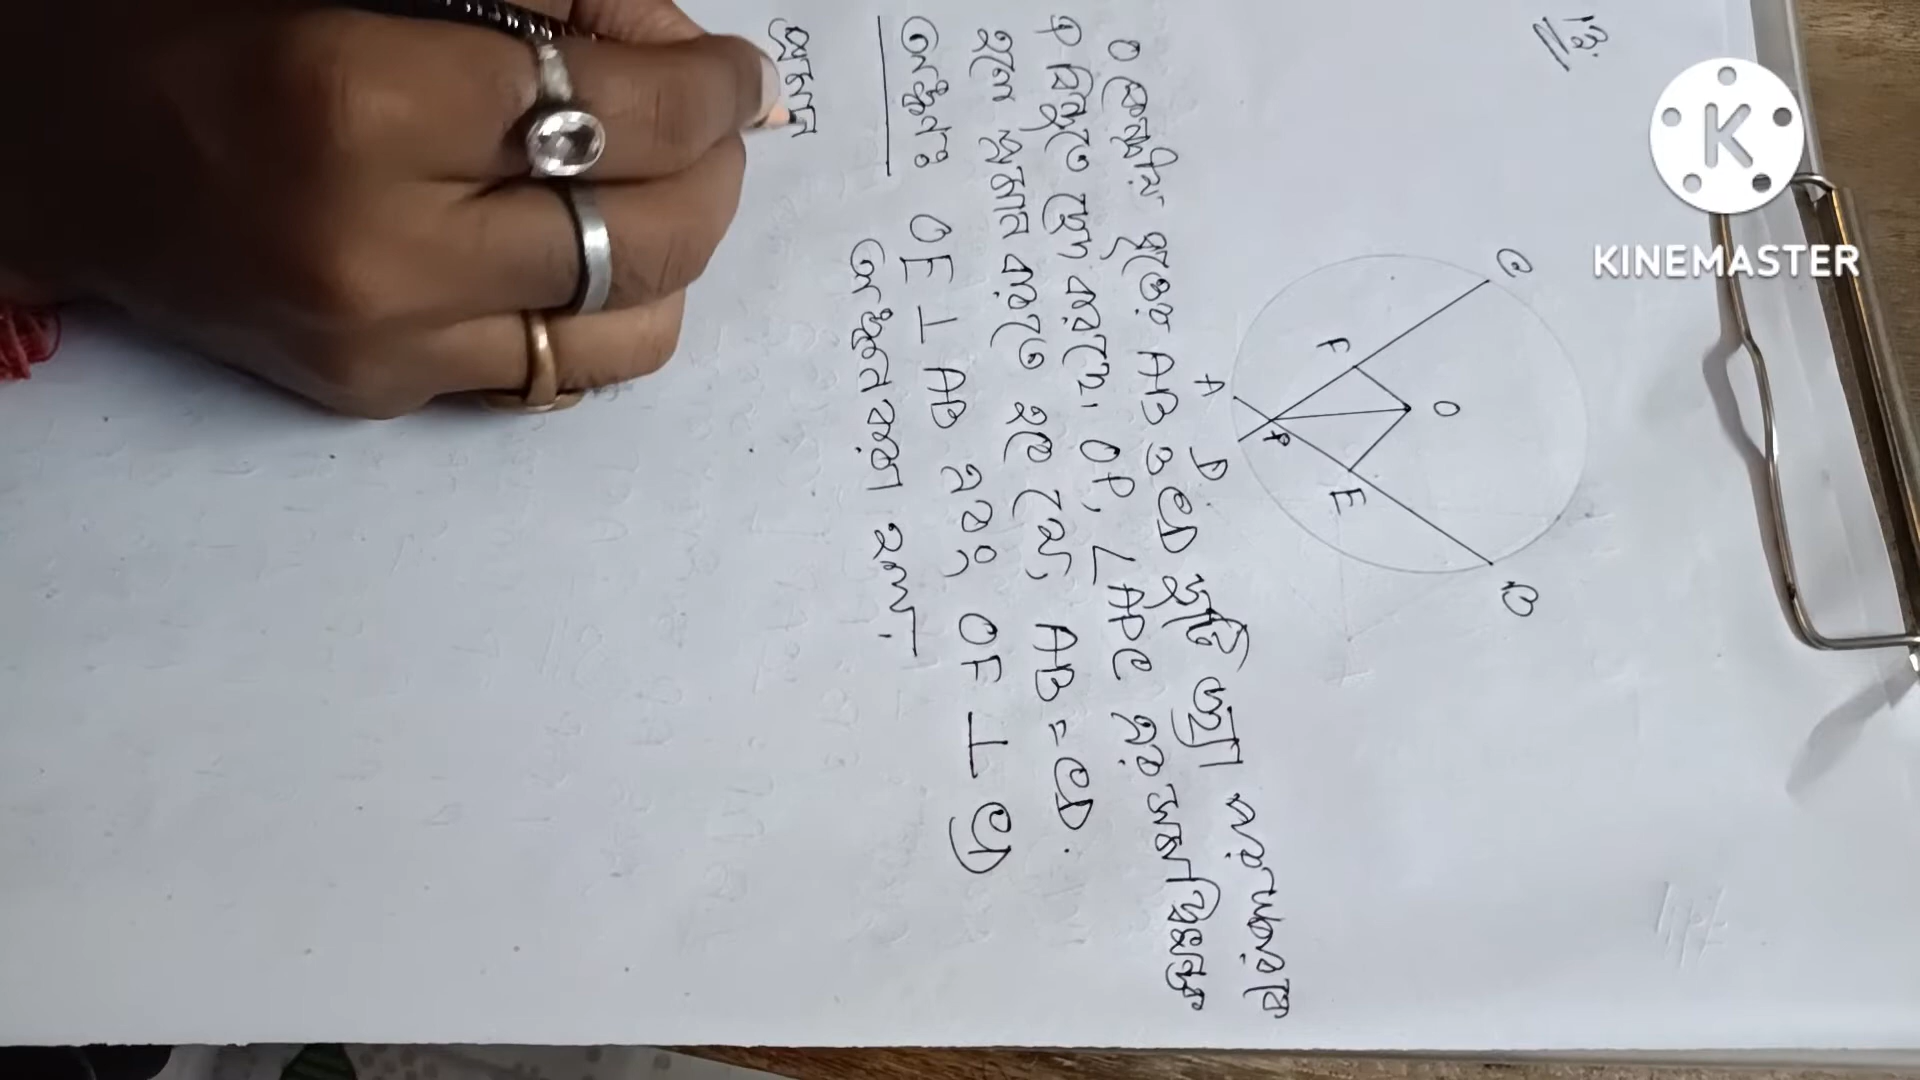 13.
C
B
F
O
E
P
A
D
O কেন্দ্রীয় বৃত্তের AB ও CD দুটি জ্যা পরস্পরকে
P বিন্দুতে ছেদ করেছে। OP, ∠APC এর সমদ্বিখণ্ডক
হলে প্রমাণ করতে হবে যে, AB = CD.
অঙ্কনঃ OE ⊥ AB এবং OF ⊥ CD
অঙ্কন করা হল।
প্রমাণ
K
KINEMASTER